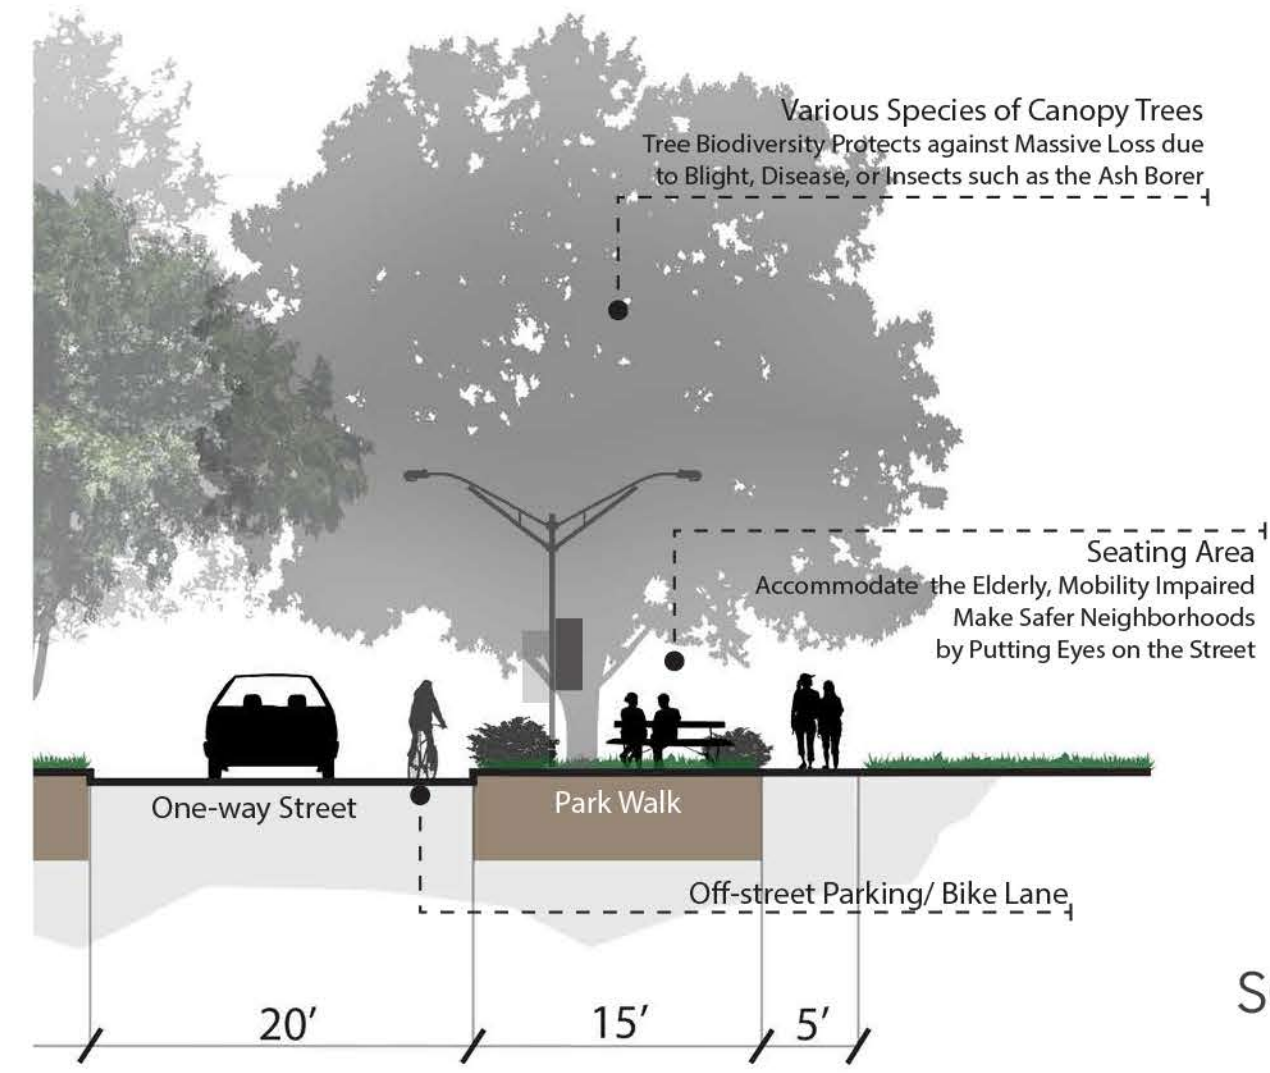 Various Species of Canopy Trees
Tree Biodiversity Protects against Massive Loss due
to Blight, Disease, or Insects such as the Ash Borer
Seating Area
Accommodate the Elderly, Mobility Impaired
Make Safer Neighborhoods
by Putting Eyes on the Street
One-way Street
Park Walk
Off-street Parking/ Bike Lane
20’
15’
5’
S